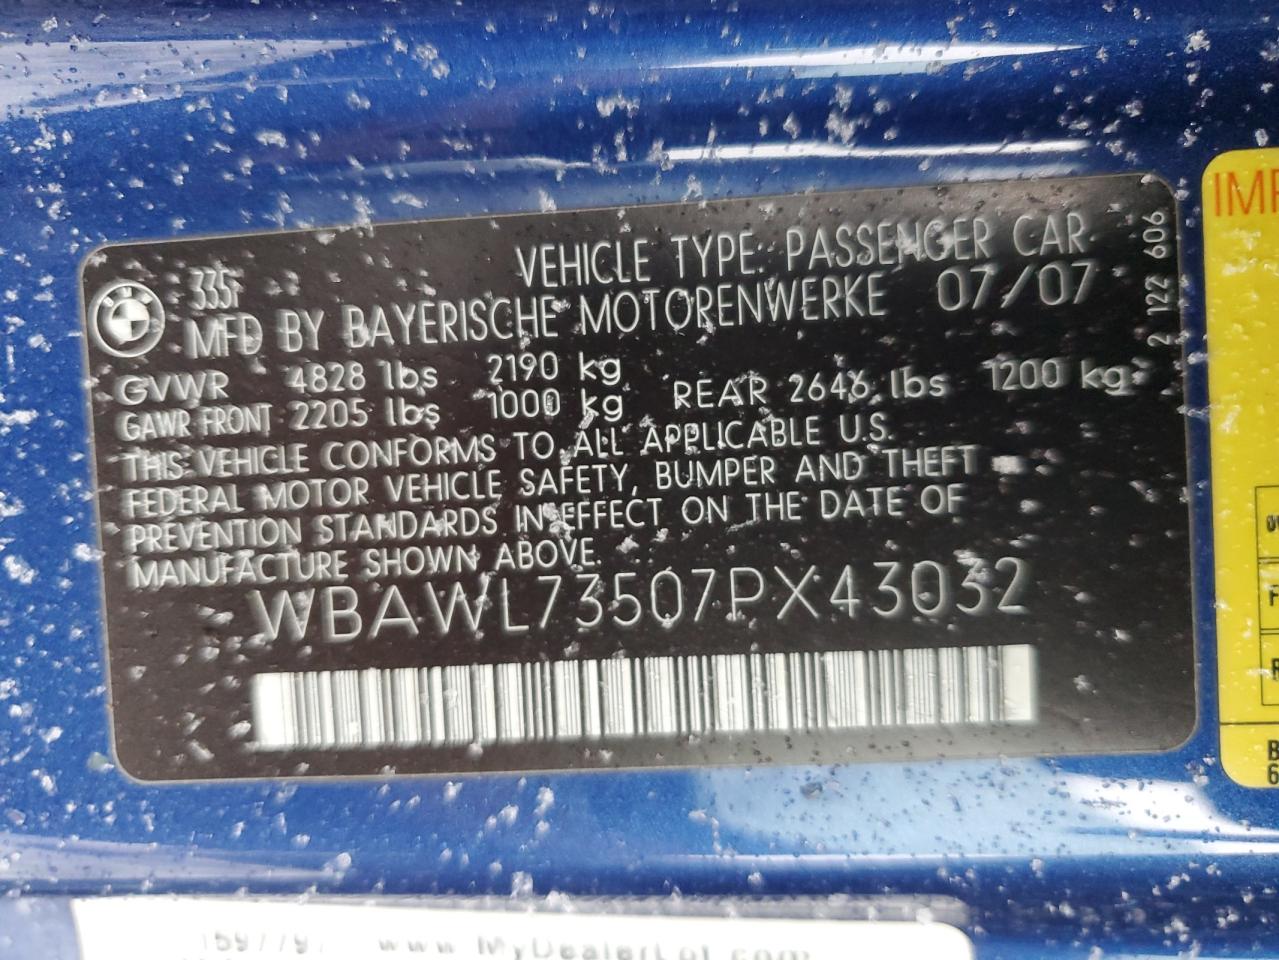 335i
VEHICLE TYPE: PASSENGER CAR
MFD BY BAYERISCHE MOTORENWERKE 07/07
GVWR 4828 lbs 2190 kg
GAWR FRONT 2205 lbs 1000 kg REAR 2646 lbs 1200 kg
THIS VEHICLE CONFORMS TO ALL APPLICABLE U.S.
FEDERAL MOTOR VEHICLE SAFETY, BUMPER AND THEFT
PREVENTION STANDARDS IN EFFECT ON THE DATE OF
MANUFACTURE SHOWN ABOVE.
WBAWL73507PX43032
2 122 606
www.MyDealerLot.com